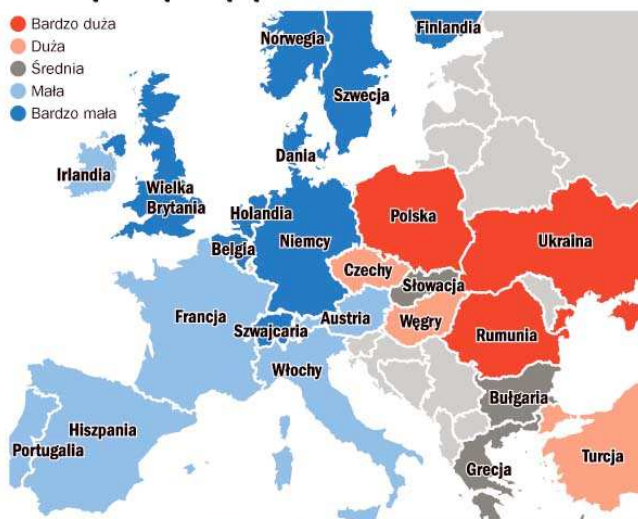 Bardzo duża
Duża
Średnia
Mała
Bardzo mała
Norwegia
Finlandia
Szwecja
Dania
Irlandia
Wielka
Brytania
Holandia
Belgia
Niemcy
Polska
Ukraina
Czechy
Słowacja
Francja
Szwajcaria
Austria
Węgry
Rumunia
Włochy
Bułgaria
Hiszpania
Portugalia
Grecja
Turcja